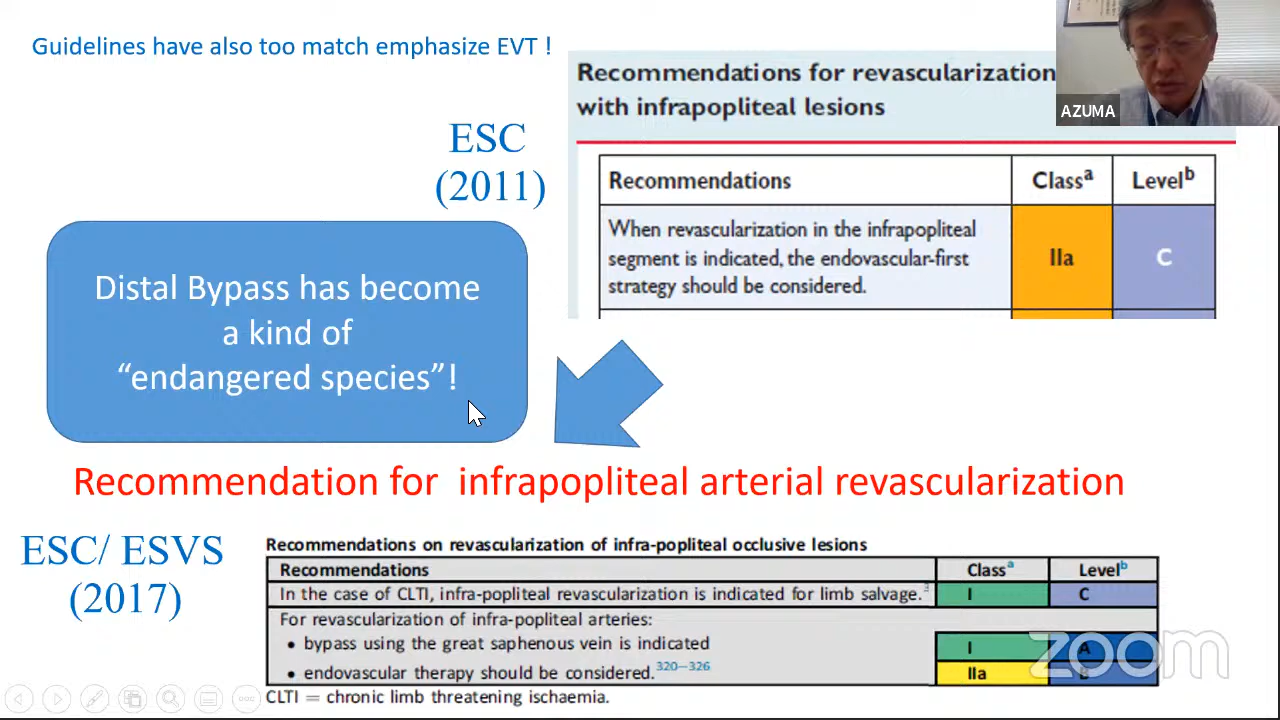 Guidelines have also too match emphasize EVT !
Recommendations for revascularization
with infrapopliteal lesions
AZUMA
ESC
(2011)
Recommendations Classᵃ Levelᵇ
When revascularization in the infrapopliteal
segment is indicated, the endovascular-first
strategy should be considered.
IIa C
Distal Bypass has become
a kind of
“endangered species”!
Recommendation for infrapopliteal arterial revascularization
ESC/ ESVS
(2017)
Recommendations on revascularization of infra-popliteal occlusive lesions
Recommendations Classᵃ Levelᵇ
In the case of CLTI, infra-popliteal revascularization is indicated for limb salvage. I C
For revascularization of infra-popliteal arteries:
• bypass using the great saphenous vein is indicated I A
• endovascular therapy should be considered.320–326 IIa B
CLTI = chronic limb threatening ischaemia.
zoom